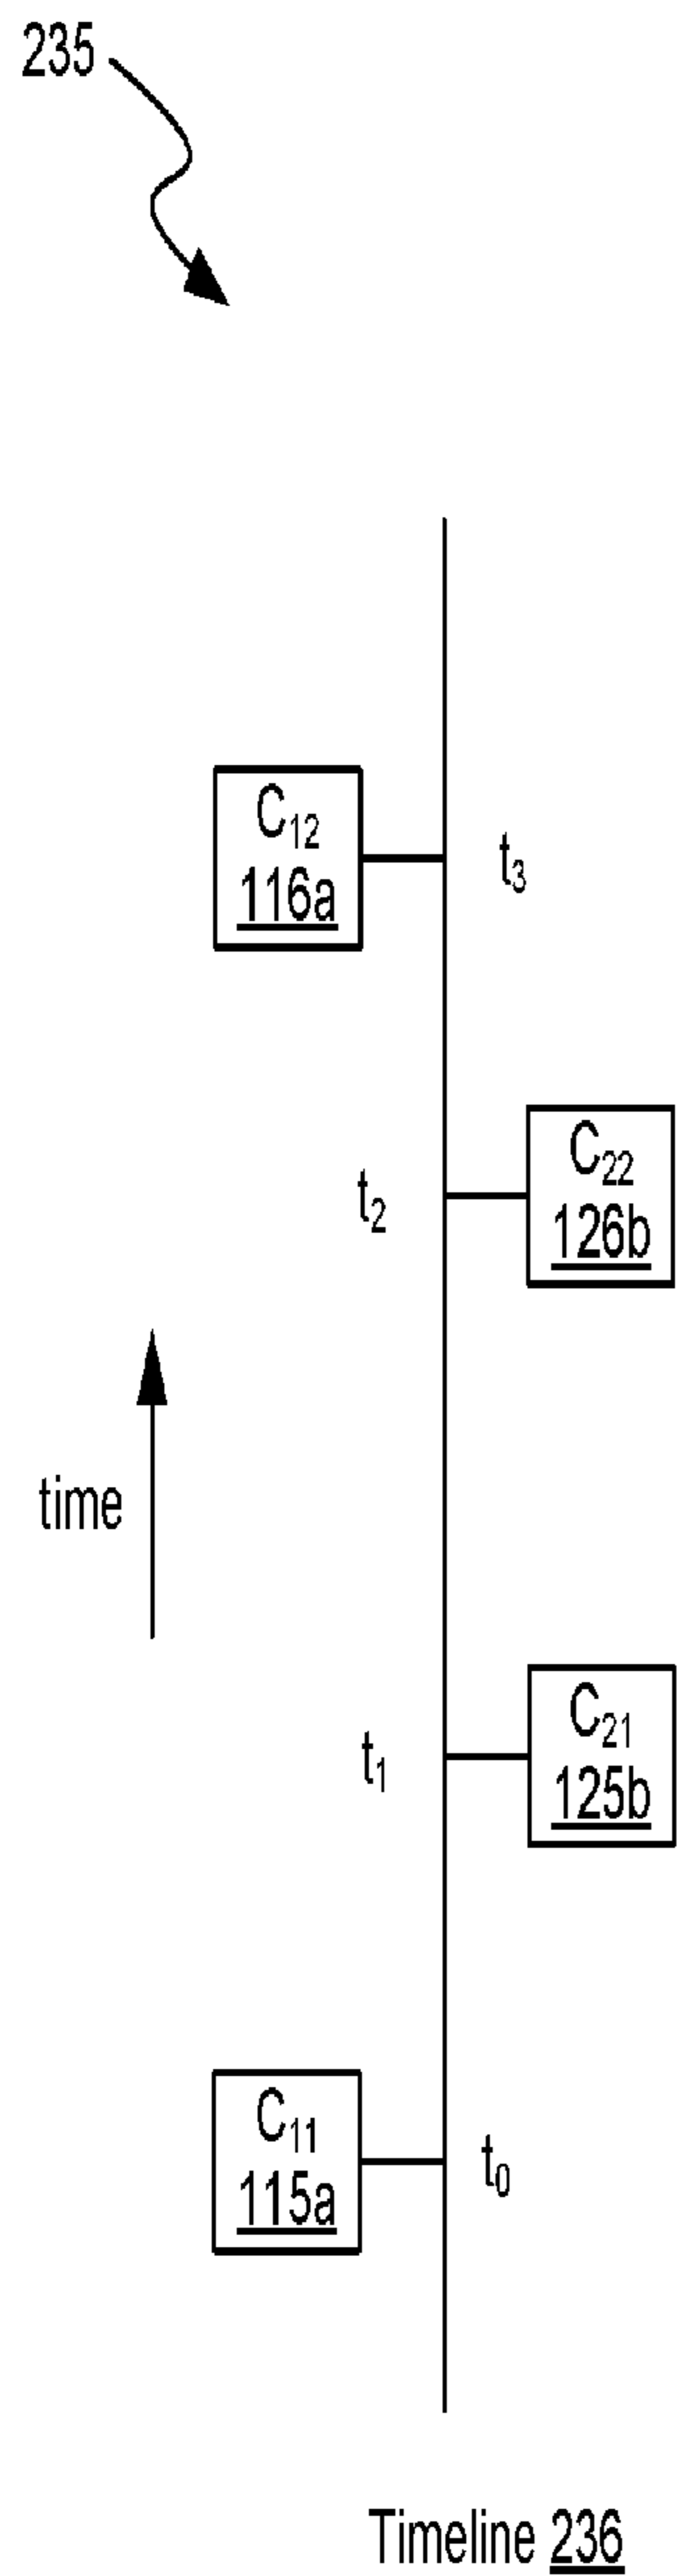 235
C₁₂
116a
t₃
C₂₂
t₂
126b
time
C₂₁
t₁
125b
C₁₁
115a
t₀
Timeline 236